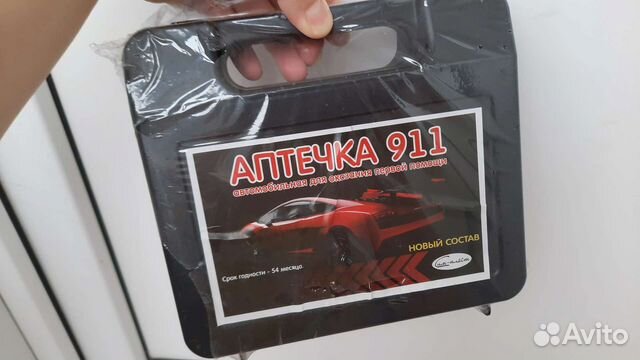 АПТЕЧКА 911
автомобильная для оказания первой помощи
НОВЫЙ СОСТАВ
Срок годности - 54 месяца.
Avito